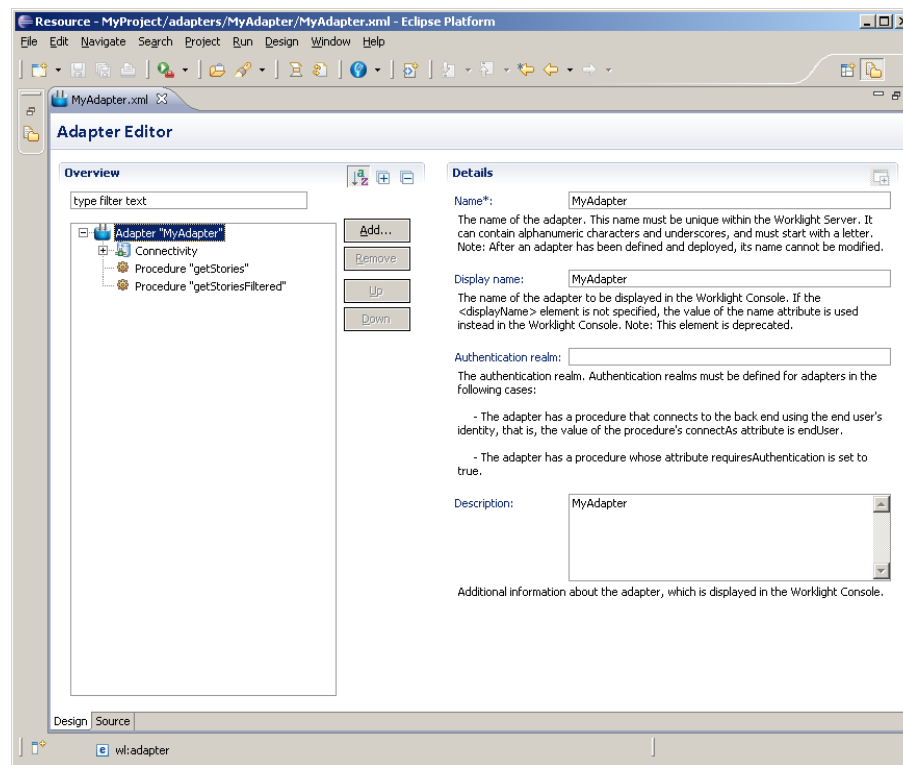 Resource - MyProject/adapters/MyAdapter/MyAdapter.xml - Eclipse Platform
File Edit Navigate Search Project Run Design Window Help
MyAdapter.xml
Adapter Editor
Overview
type filter text
Adapter "MyAdapter"
Connectivity
Procedure "getStories"
Procedure "getStoriesFiltered"
Add...
Remove
Up
Down
Details
Name*: MyAdapter
The name of the adapter. This name must be unique within the Worklight Server. It
can contain alphanumeric characters and underscores, and must start with a letter.
Note: After an adapter has been defined and deployed, its name cannot be modified.
Display name: MyAdapter
The name of the adapter to be displayed in the Worklight Console. If the
<displayName> element is not specified, the value of the name attribute is used
instead in the Worklight Console. Note: This element is deprecated.
Authentication realm:
The authentication realm. Authentication realms must be defined for adapters in the
following cases:
- The adapter has a procedure that connects to the back end using the end user's
identity, that is, the value of the procedure's connectAs attribute is endUser.
- The adapter has a procedure whose attribute requiresAuthentication is set to
true.
Description: MyAdapter
Additional information about the adapter, which is displayed in the Worklight Console.
Design Source
wl:adapter